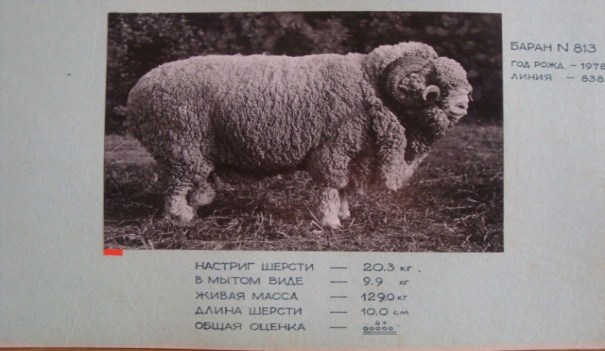 БАРАН N 813
ГОД РОЖД. – 1978
ЛИНИЯ – 838
НАСТРИГ ШЕРСТИ — 20.3 кг.
В МЫТОМ ВИДЕ — 9.9 кг
ЖИВАЯ МАССА — 129.0 кг
ДЛИНА ШЕРСТИ — 10.0 см
ОБЩАЯ ОЦЕНКА —